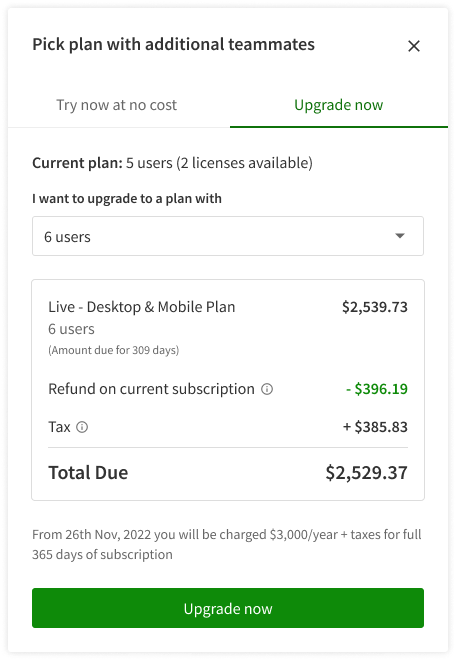 Pick plan with additional teammates
Try now at no cost
Upgrade now
Current plan: 5 users (2 licenses available)
I want to upgrade to a plan with
6 users
Live - Desktop & Mobile Plan $2,539.73
6 users
(Amount due for 309 days)
Refund on current subscription - $396.19
Tax + $385.83
Total Due $2,529.37
From 26th Nov, 2022 you will be charged $3,000/year + taxes for full
365 days of subscription
Upgrade now